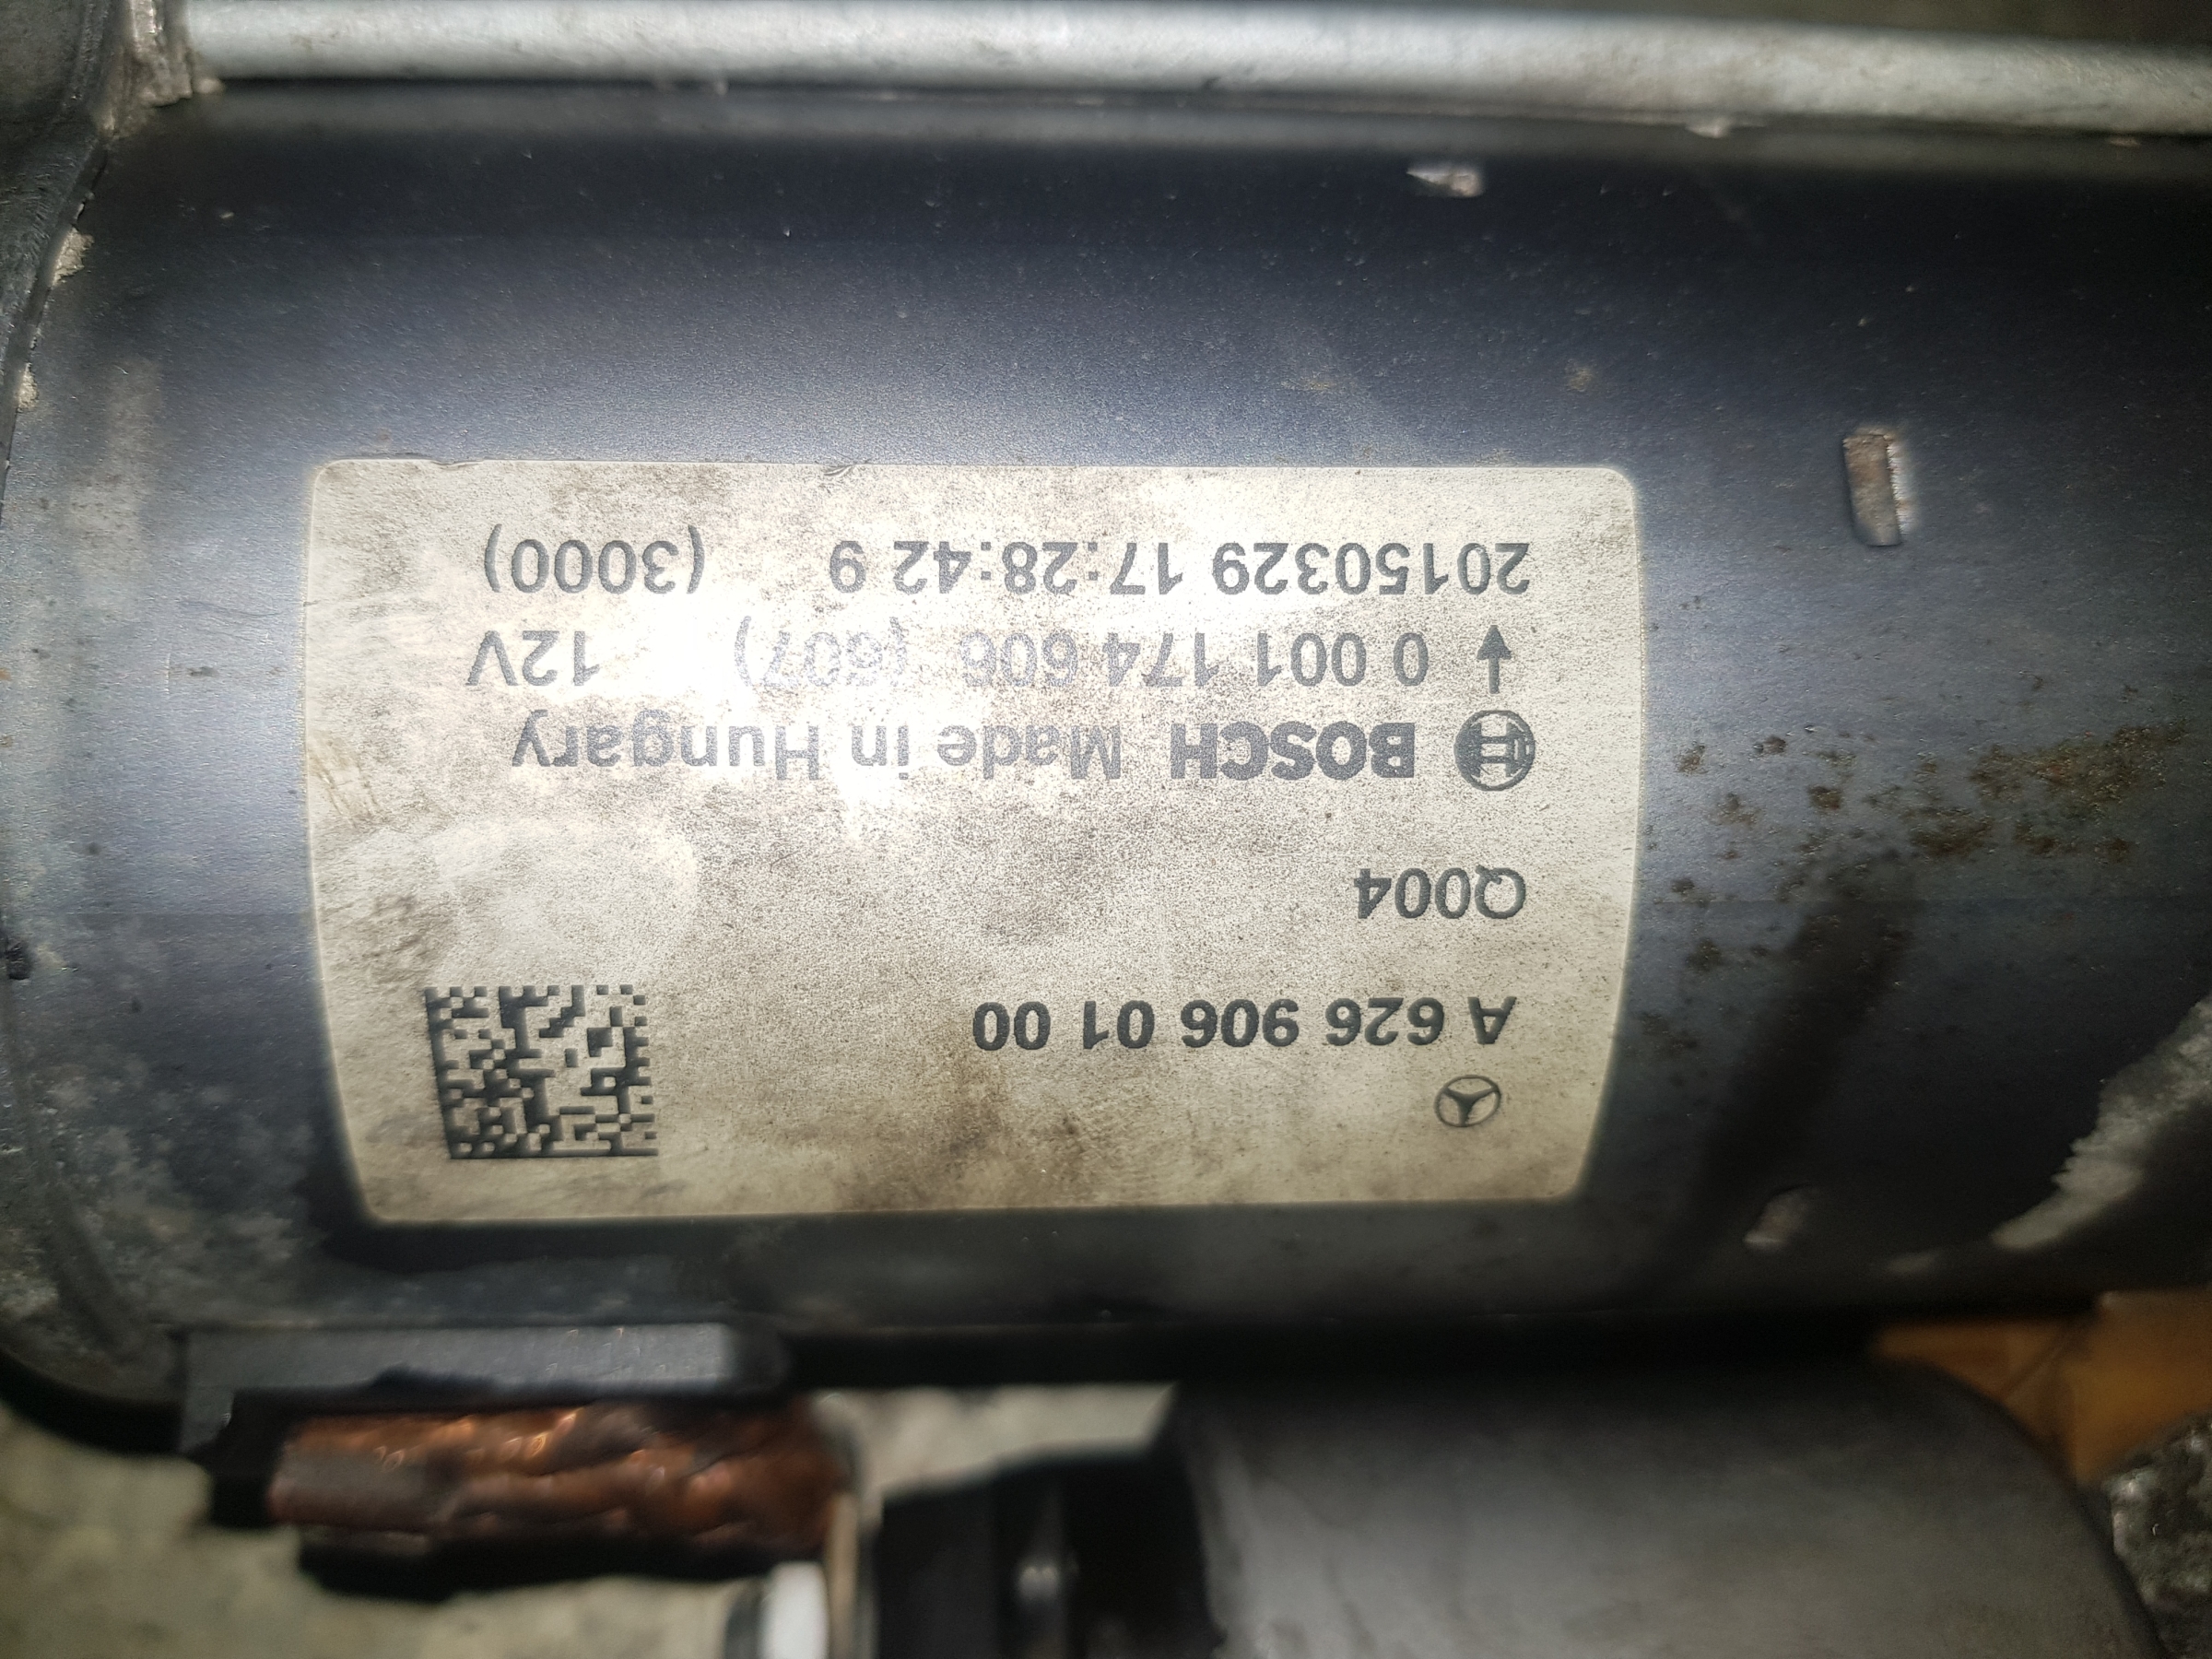 A 626 906 01 00
Q004
BOSCH Made in Hungary
0 001 174 606 (607) 12V
20150329 17:28:42 9 (3000)